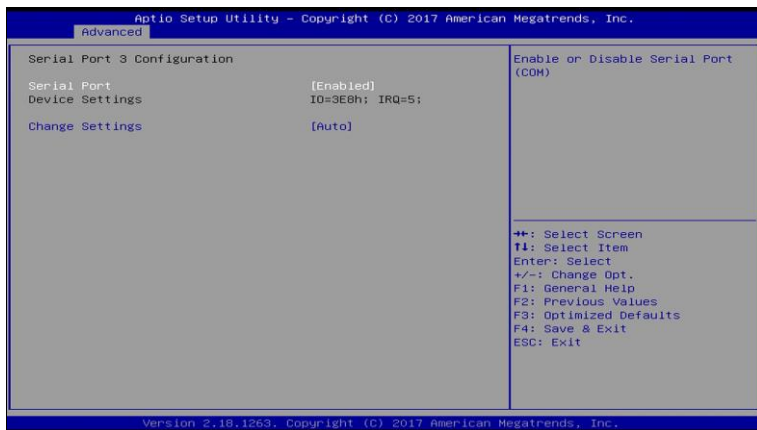 Aptio Setup Utility – Copyright (C) 2017 American Megatrends, Inc.
Advanced
Serial Port 3 Configuration
Serial Port [Enabled]
Device Settings IO=3E8h; IRQ=5;
Change Settings [Auto]
Enable or Disable Serial Port
(COM)
→←: Select Screen
↑↓: Select Item
Enter: Select
+/-: Change Opt.
F1: General Help
F2: Previous Values
F3: Optimized Defaults
F4: Save & Exit
ESC: Exit
Version 2.18.1263. Copyright (C) 2017 American Megatrends, Inc.